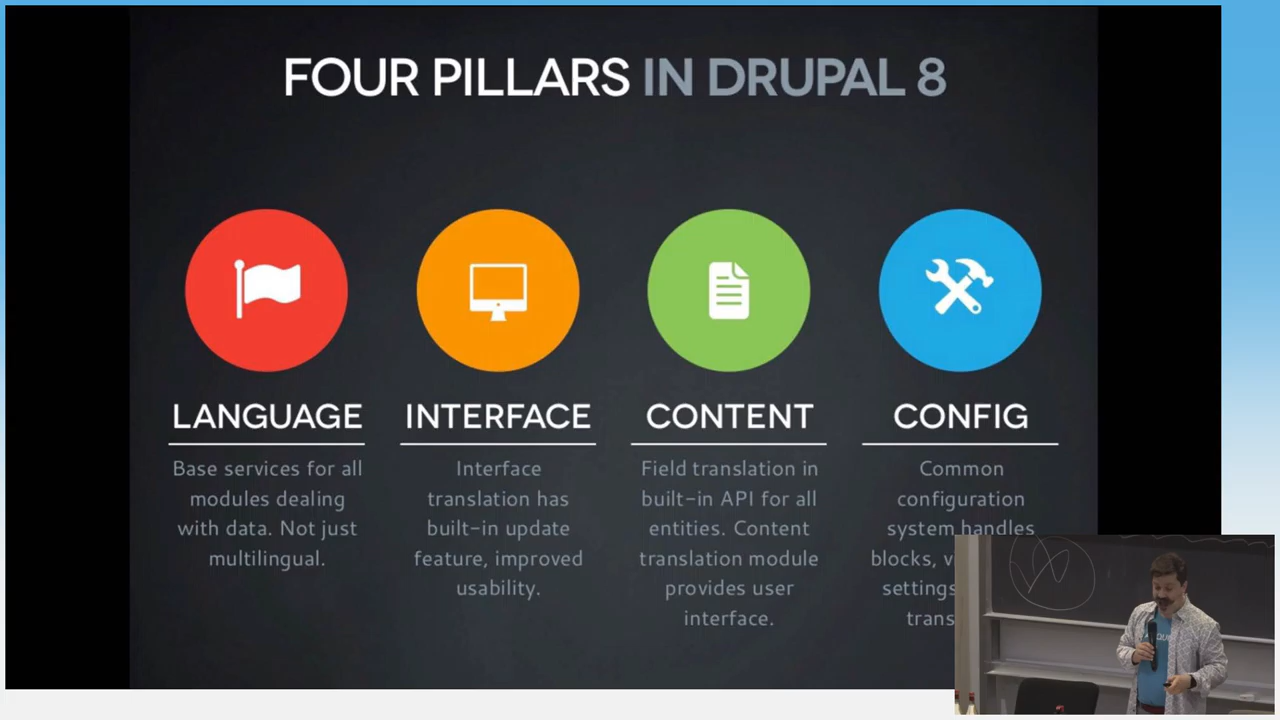 FOUR PILLARS IN DRUPAL 8
LANGUAGE
Base services for all
modules dealing
with data. Not just
multilingual.
INTERFACE
Interface
translation has
built-in update
feature, improved
usability.
CONTENT
Field translation in
built-in API for all
entities. Content
translation module
provides user
interface.
CONFIG
Common
configuration
system handles
blocks,
settings